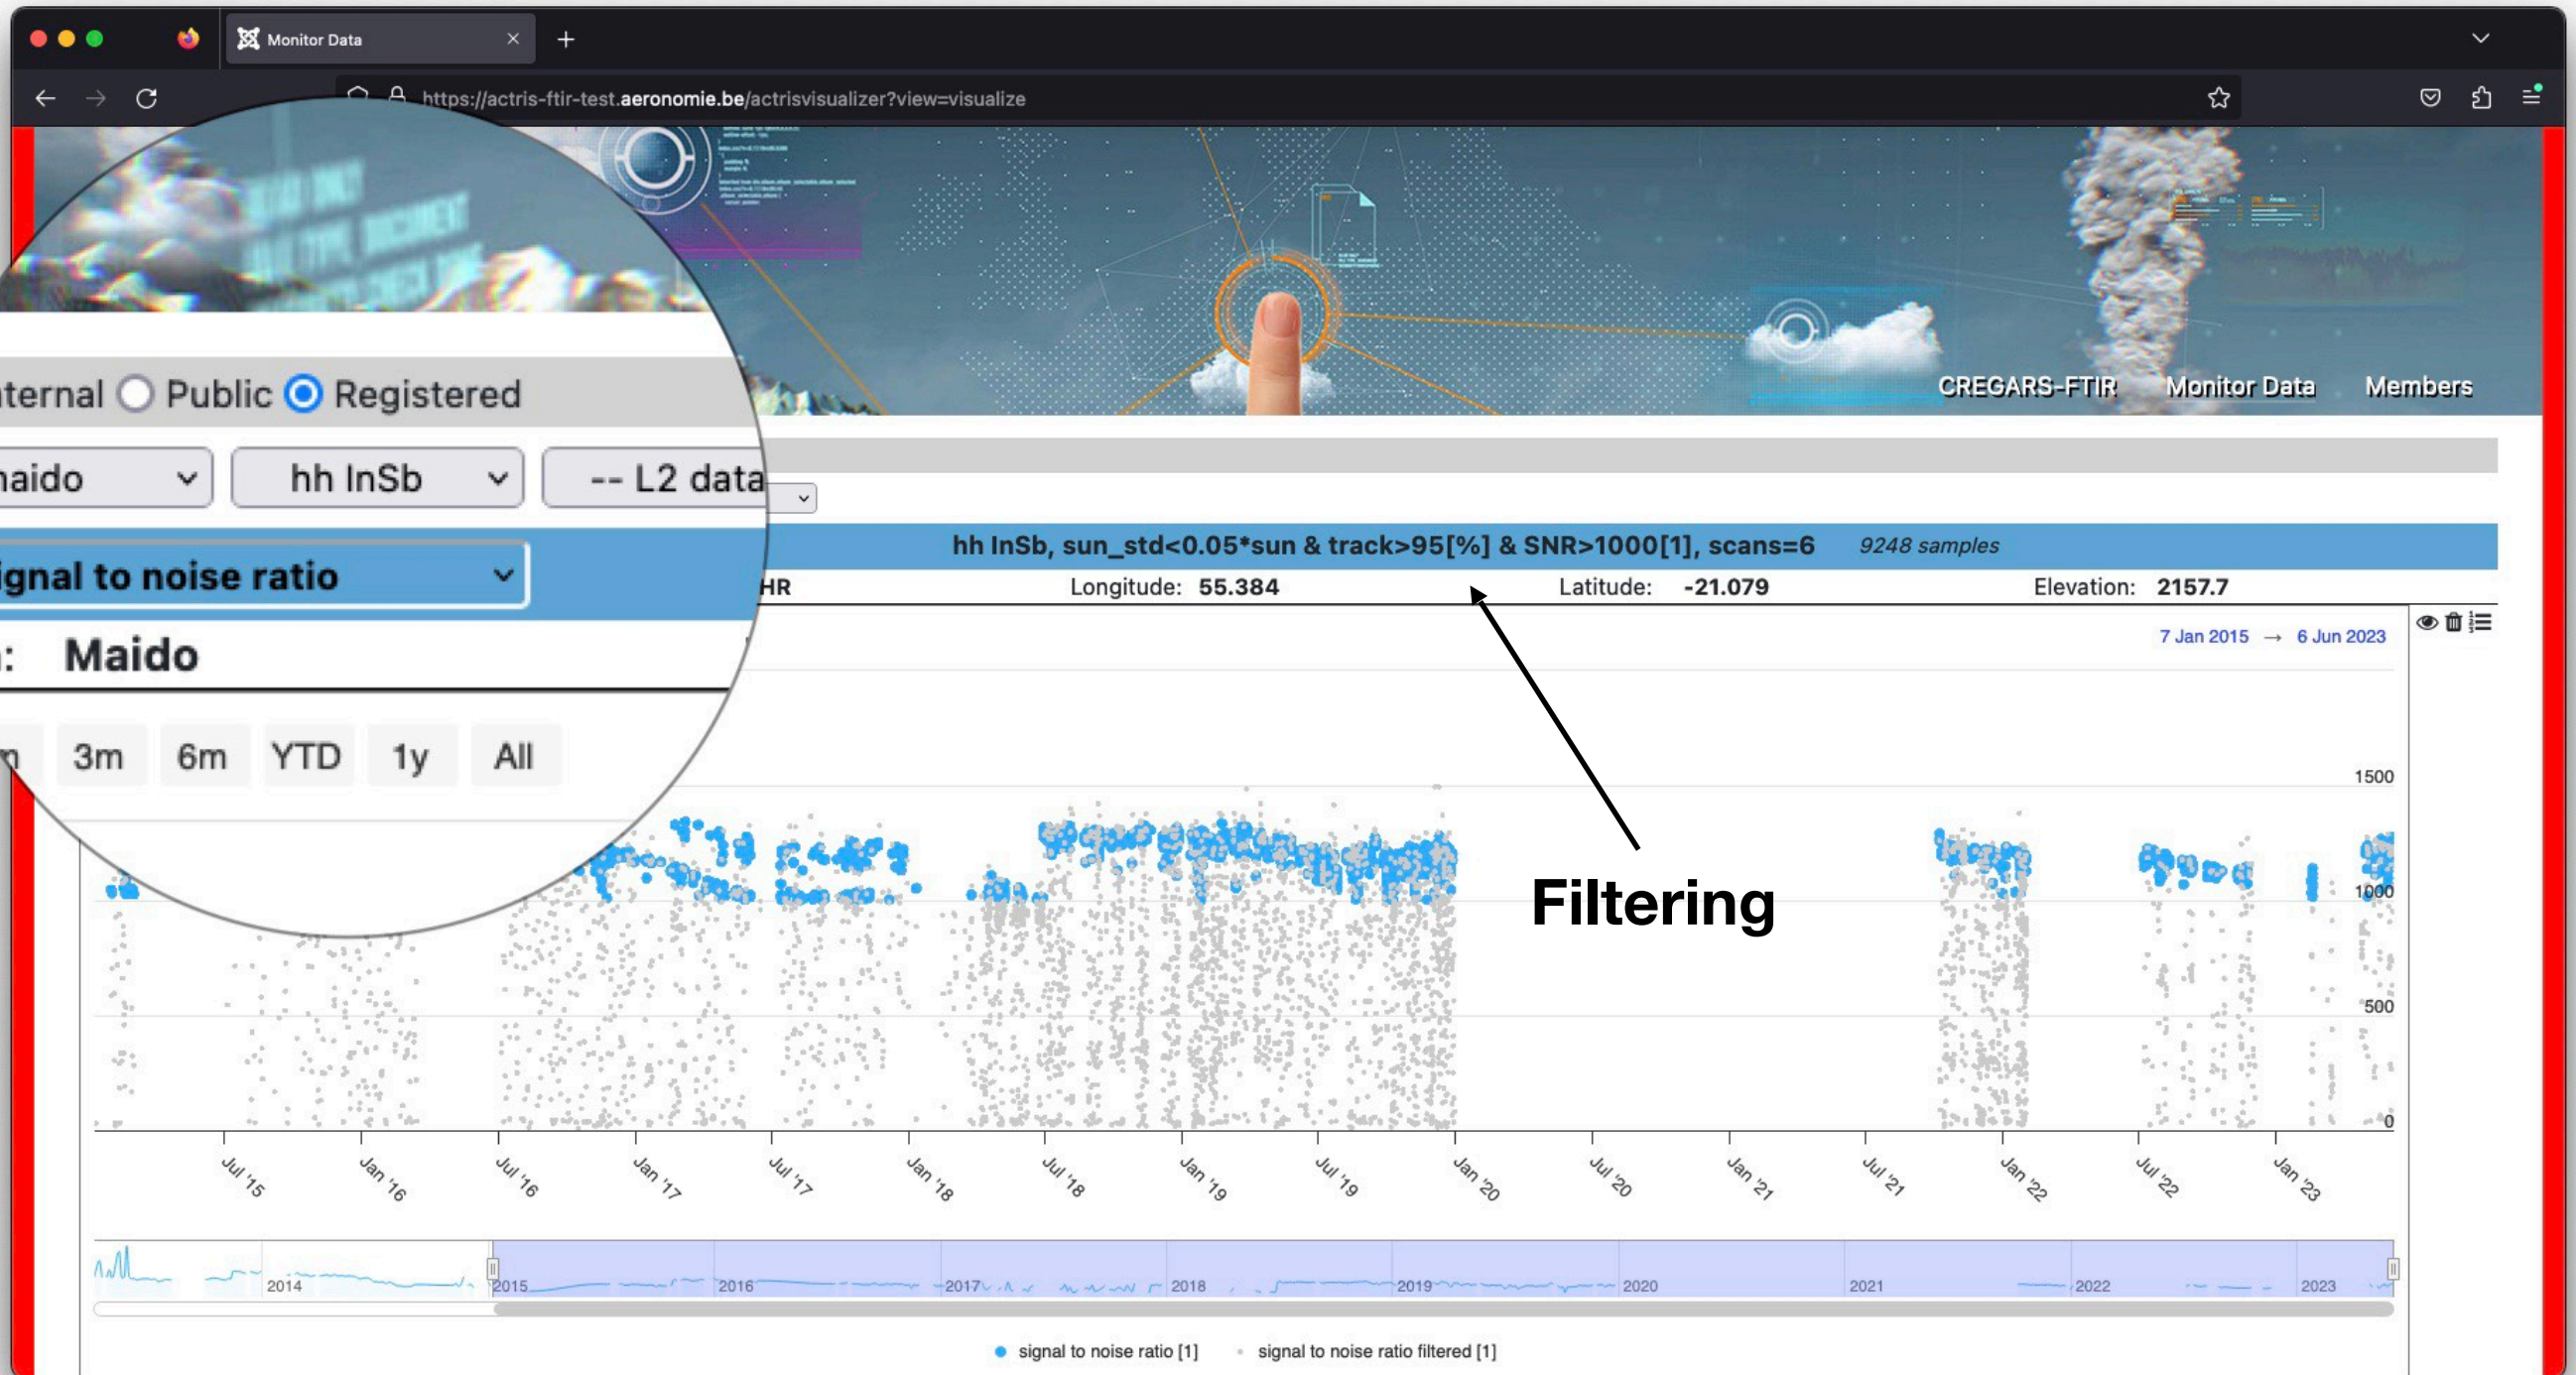 Monitor Data
https://actris-ftir-test.aeronomie.be/actrisvisualizer?view=visualize
CREGARS-FTIR Monitor Data Members
Public Registered
hh InSb -- L2 data
signal to noise ratio
hh InSb, sun_std<0.05*sun & track>95[%] & SNR>1000[1], scans=6 9248 samples
Maido
HR Longitude: 55.384 Latitude: -21.079 Elevation: 2157.7
7 Jan 2015 → 6 Jun 2023
3m 6m YTD 1y All
1500
1000
500
0
Filtering
Jul '15 Jan '16 Jul '16 Jan '17 Jul '17 Jan '18 Jul '18 Jan '19 Jul '19 Jan '20 Jul '20 Jan '21 Jul '21 Jan '22 Jul '22 Jan '23
2014 2015 2016 2017 2018 2019 2020 2021 2022 2023
signal to noise ratio [1] signal to noise ratio filtered [1]